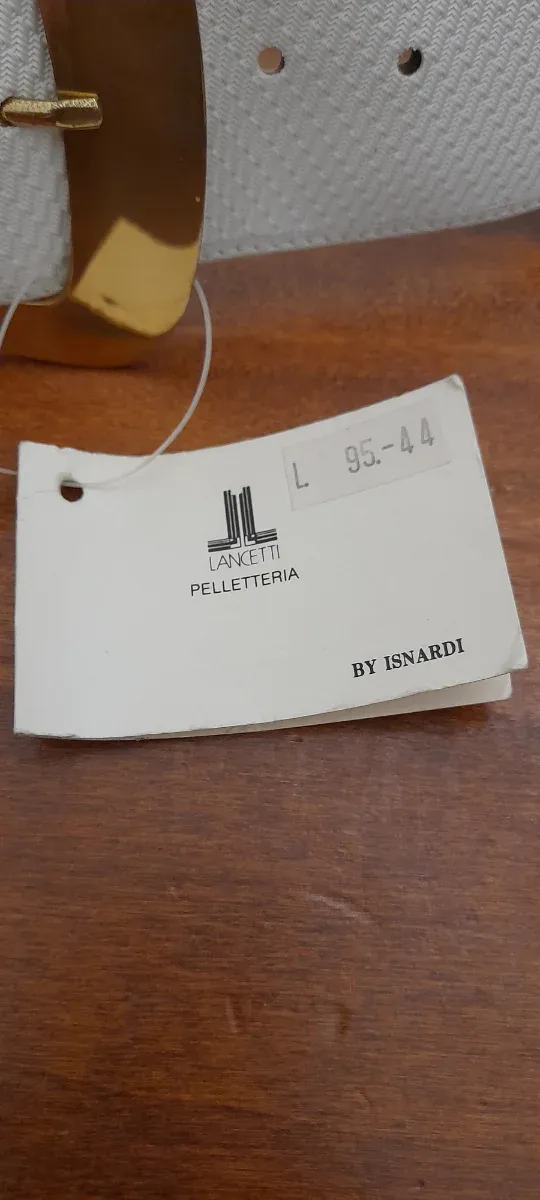 L. 95.-44
LANCETTI
PELLETTERIA
BY ISNARDI